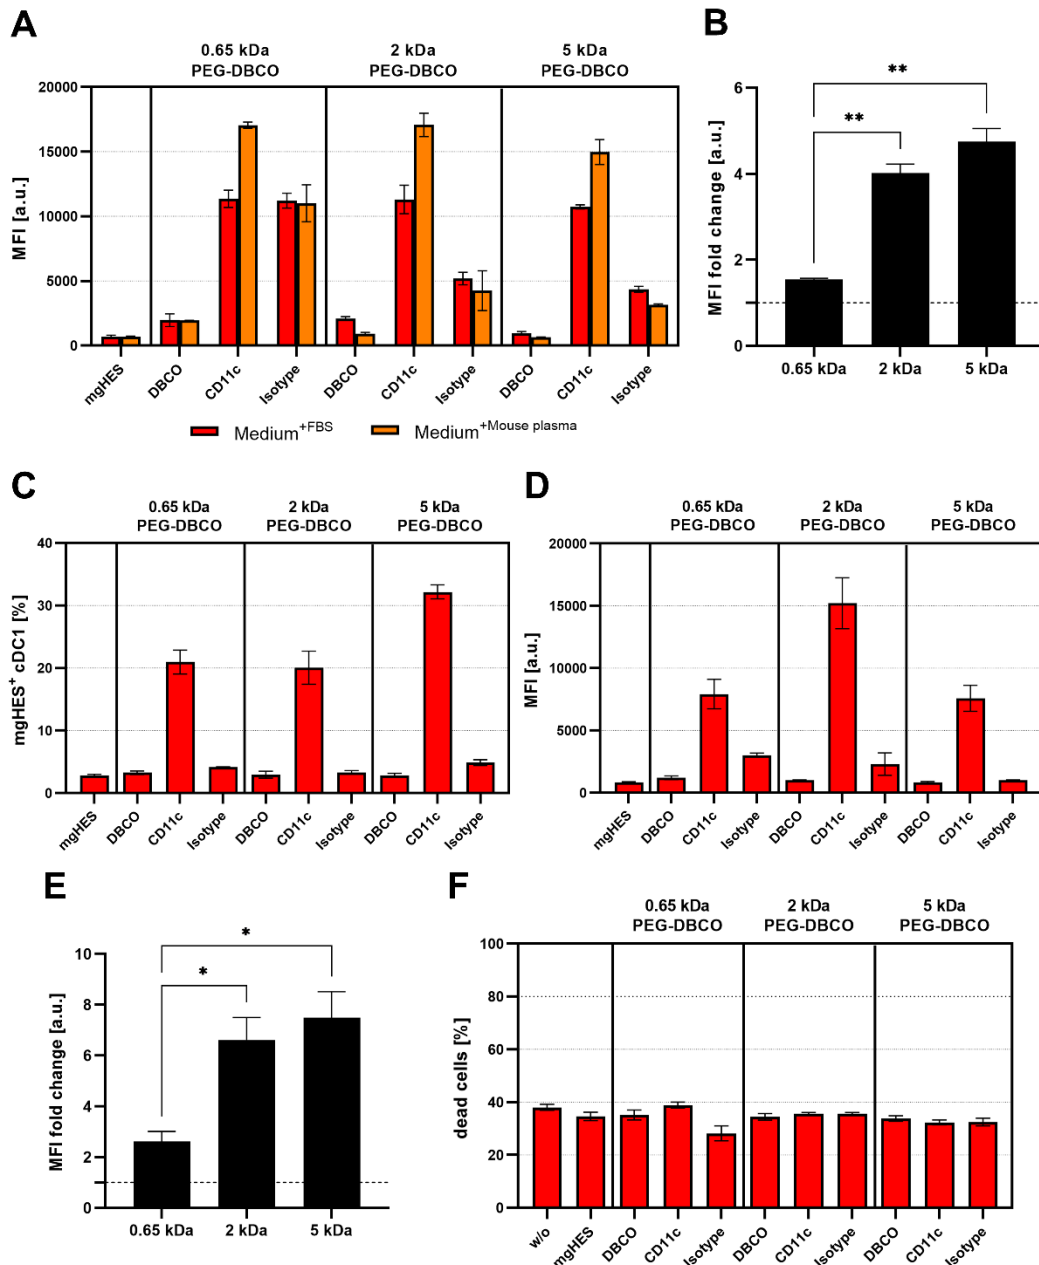 A
0.65 kDa 2 kDa 5 kDa
PEG-DBCO PEG-DBCO PEG-DBCO
MFI [a.u.]
20000
15000
10000
5000
0
mgHES DBCO CD11c Isotype DBCO CD11c Isotype DBCO CD11c Isotype
Medium+FBS Medium+Mouse plasma
B
MFI fold change [a.u.]
**
**
6
4
2
0
0.65 kDa 2 kDa 5 kDa
C
0.65 kDa 2 kDa 5 kDa
PEG-DBCO PEG-DBCO PEG-DBCO
mgHES+ cDC1 [%]
40
30
20
10
0
mgHES DBCO CD11c Isotype DBCO CD11c Isotype DBCO CD11c Isotype
D
0.65 kDa 2 kDa 5 kDa
PEG-DBCO PEG-DBCO PEG-DBCO
MFI [a.u.]
20000
15000
10000
5000
0
mgHES DBCO CD11c Isotype DBCO CD11c Isotype DBCO CD11c Isotype
E
MFI fold change [a.u.]
*
*
10
8
6
4
2
0
0.65 kDa 2 kDa 5 kDa
F
0.65 kDa 2 kDa 5 kDa
PEG-DBCO PEG-DBCO PEG-DBCO
dead cells [%]
100
80
60
40
20
0
w/o mgHES DBCO CD11c Isotype DBCO CD11c Isotype DBCO CD11c Isotype